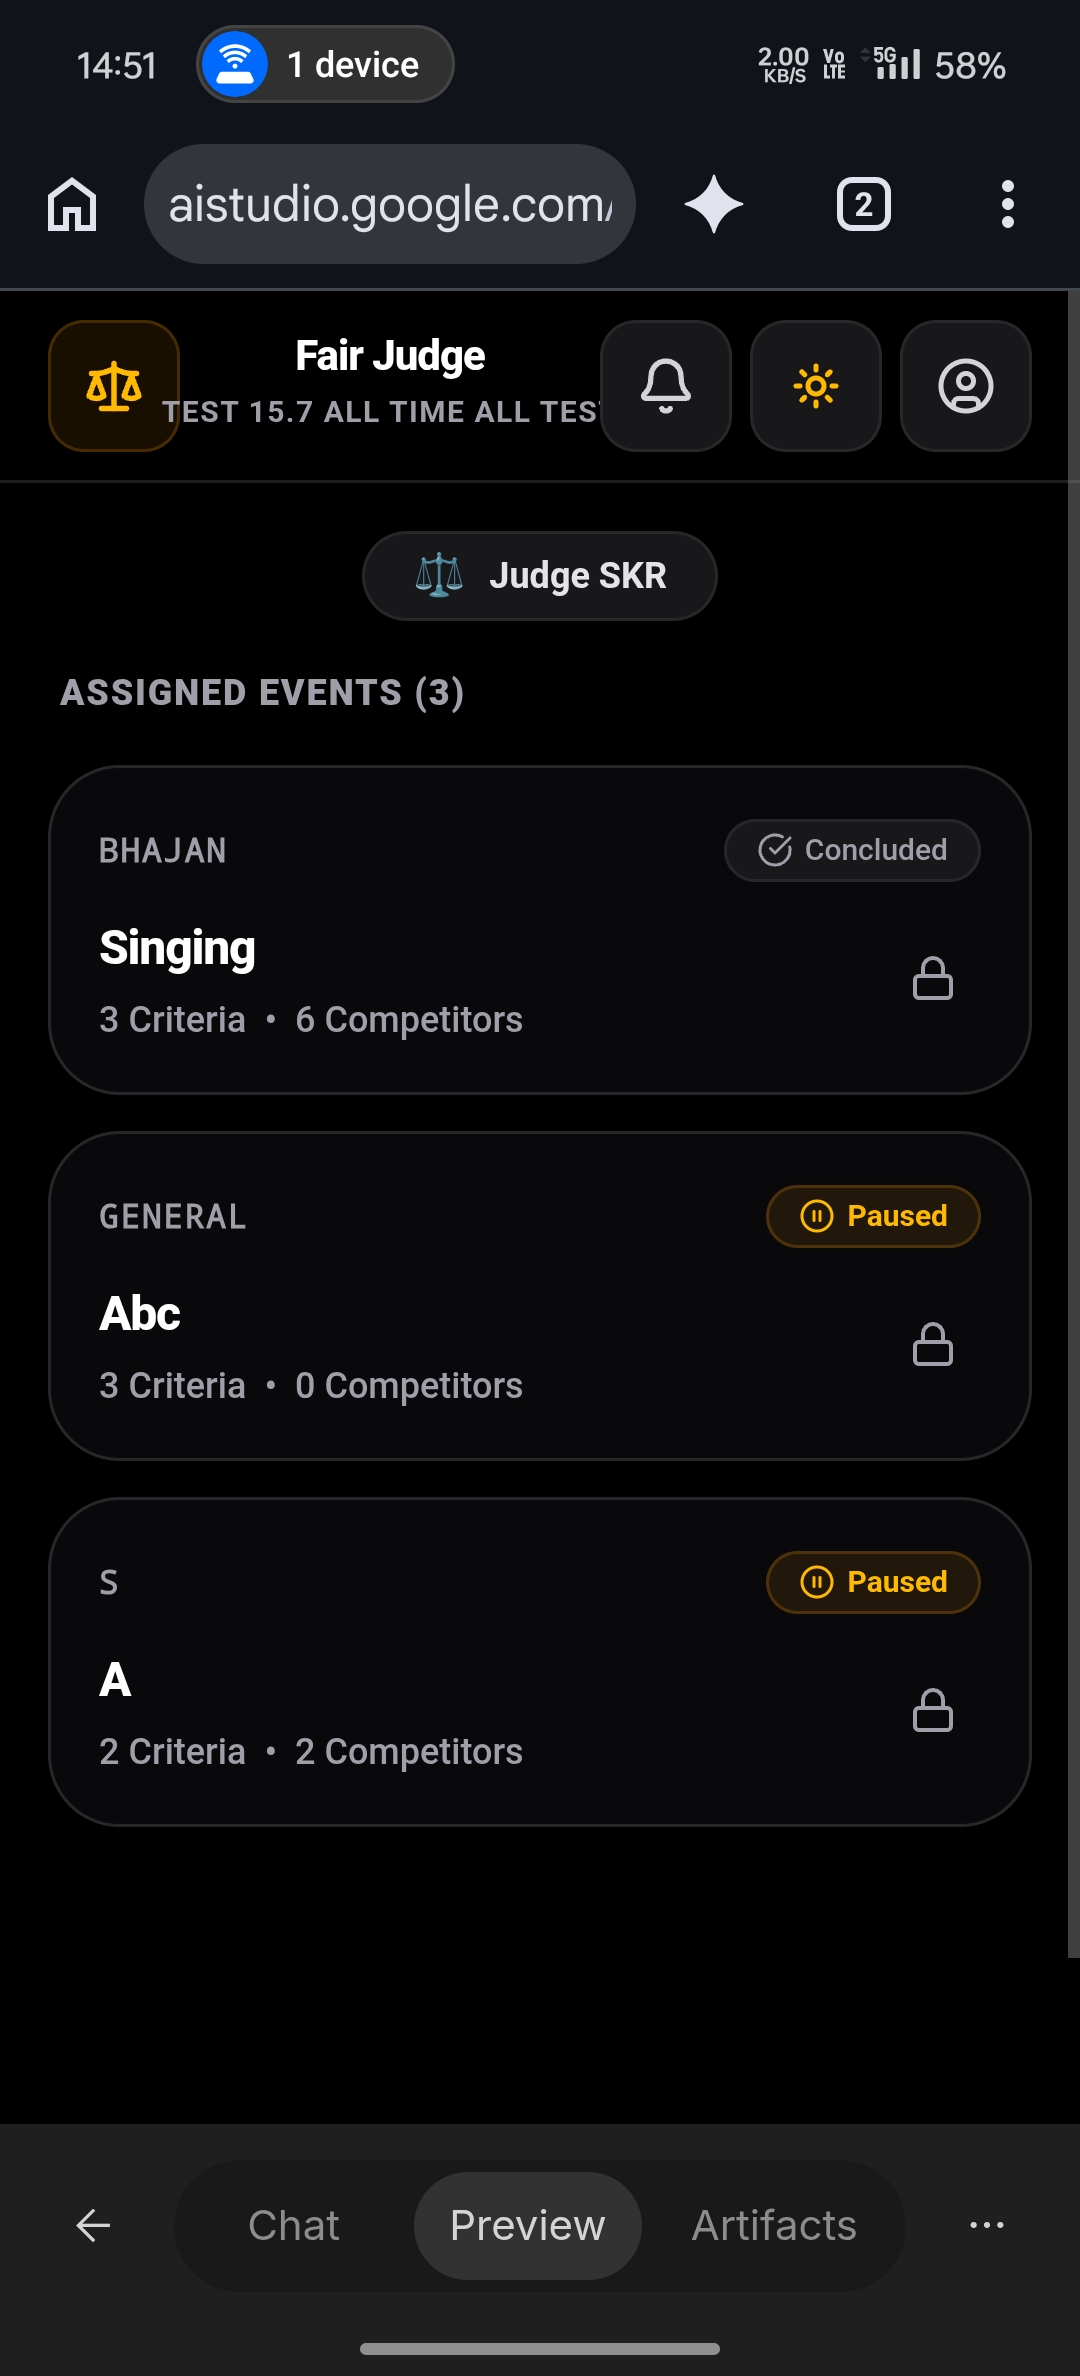 14:51
1 device
2.00
KB/S
Vo
LTE
5G
58%
aistudio.google.com/
2
Fair Judge
TEST 15.7 ALL TIME ALL TES
⚖️ Judge SKR
ASSIGNED EVENTS (3)
BHAJAN
Concluded
Singing
3 Criteria • 6 Competitors
GENERAL
Paused
Abc
3 Criteria • 0 Competitors
S
Paused
A
2 Criteria • 2 Competitors
Chat
Preview
Artifacts